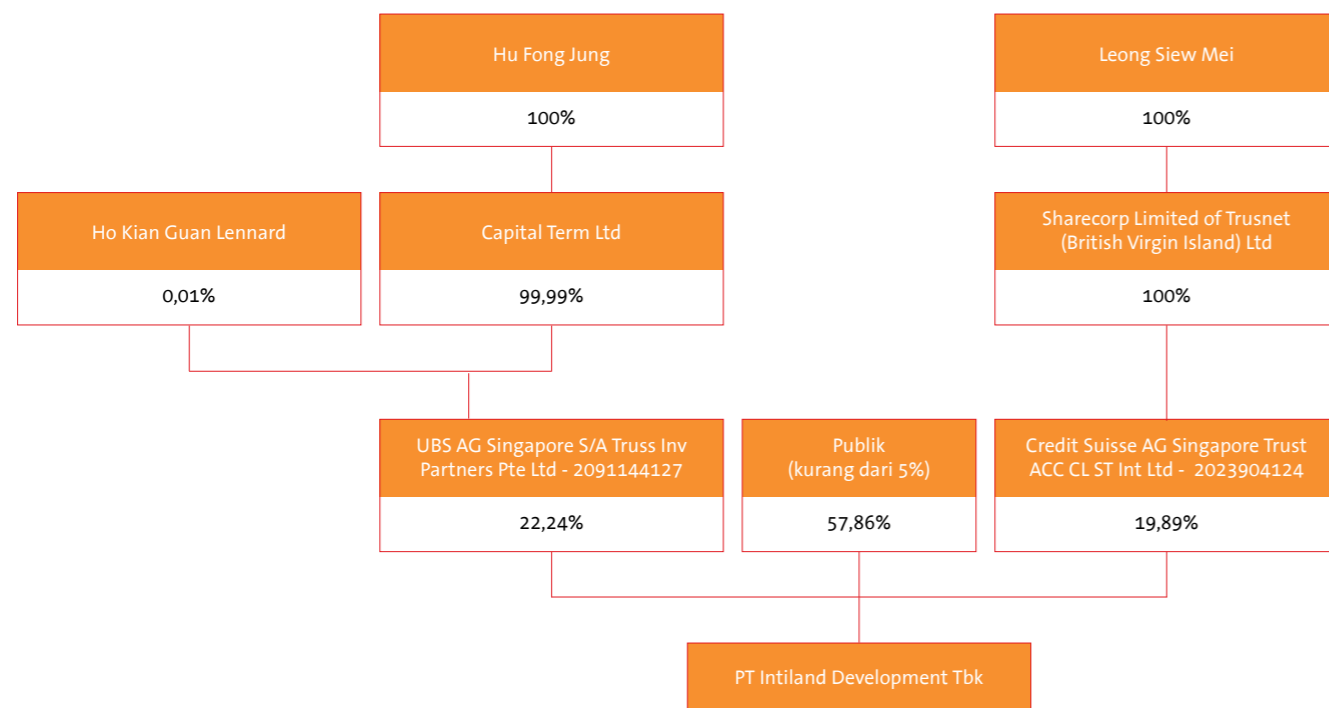 Hu Fong Jung
100%
Leong Siew Mei
100%
Ho Kian Guan Lennard
0,01%
Capital Term Ltd
99,99%
Sharecorp Limited of Trusnet
(British Virgin Island) Ltd
100%
UBS AG Singapore S/A Truss Inv
Partners Pte Ltd - 2091144127
22,24%
Publik
(kurang dari 5%)
57,86%
Credit Suisse AG Singapore Trust
ACC CL ST Int Ltd - 2023904124
19,89%
PT Intiland Development Tbk